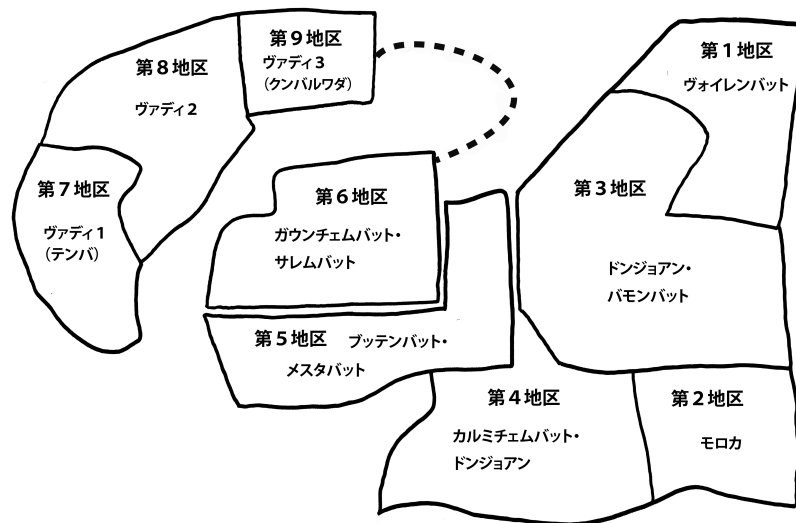 第1地区
ヴォイレンバット
第2地区
モロカ
第3地区
ドンジョアン・
バモンバット
第4地区
カルミチェムバット・
ドンジョアン
第5地区 ブッテンバット・
メスタバット
第6地区
ガウンチェムバット・
サレムバット
第7地区
ヴァディ1
(テンバ)
第8地区
ヴァディ2
第9地区
ヴァディ3
(クンバルワダ)